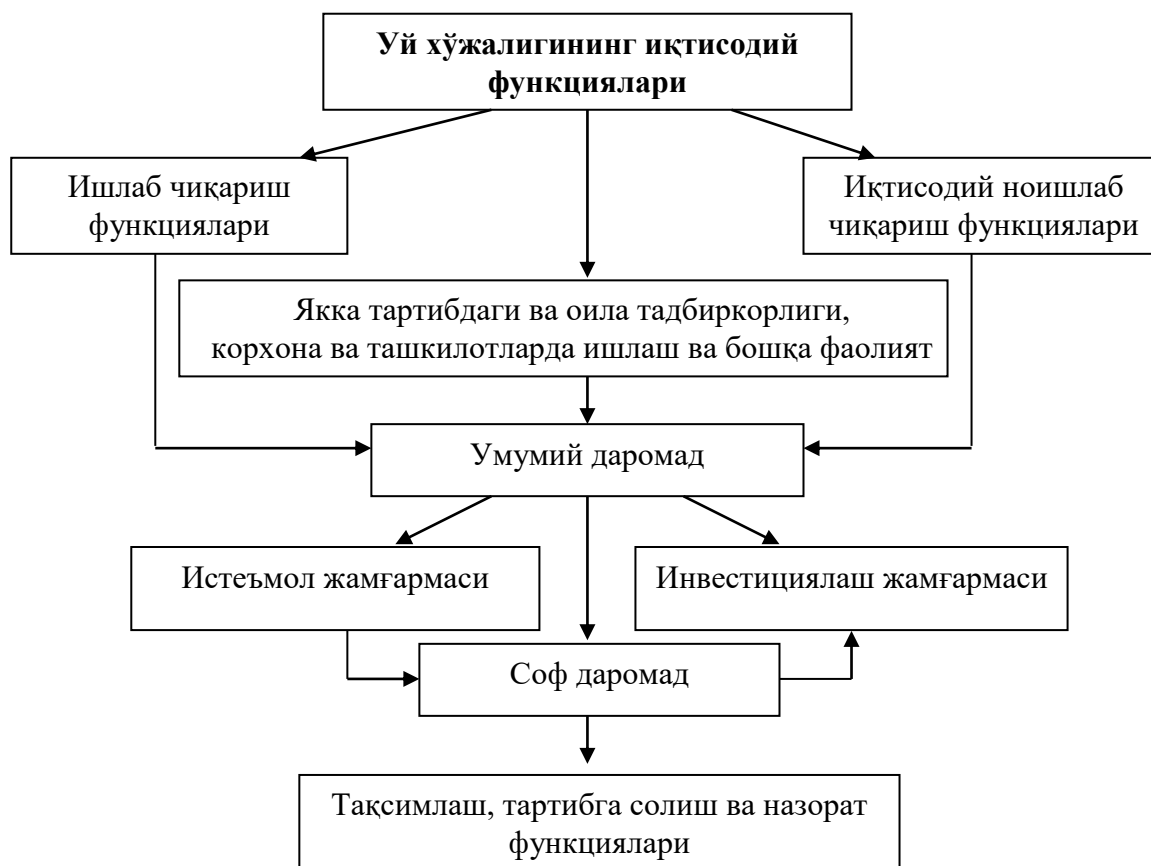 Уй хўжалигининг иқтисодий
функциялари
Ишлаб чиқариш
функциялари
Иқтисодий ноишлаб
чиқариш функциялари
Якка тартибдаги ва оила тадбиркорлиги,
корхона ва ташкилотларда ишлаш ва бошқа фаолият
Умумий даромад
Истеъмол жамғармаси
Инвестициялаш жамғармаси
Соф даромад
Тақсимлаш, тартибга солиш ва назорат
функциялари